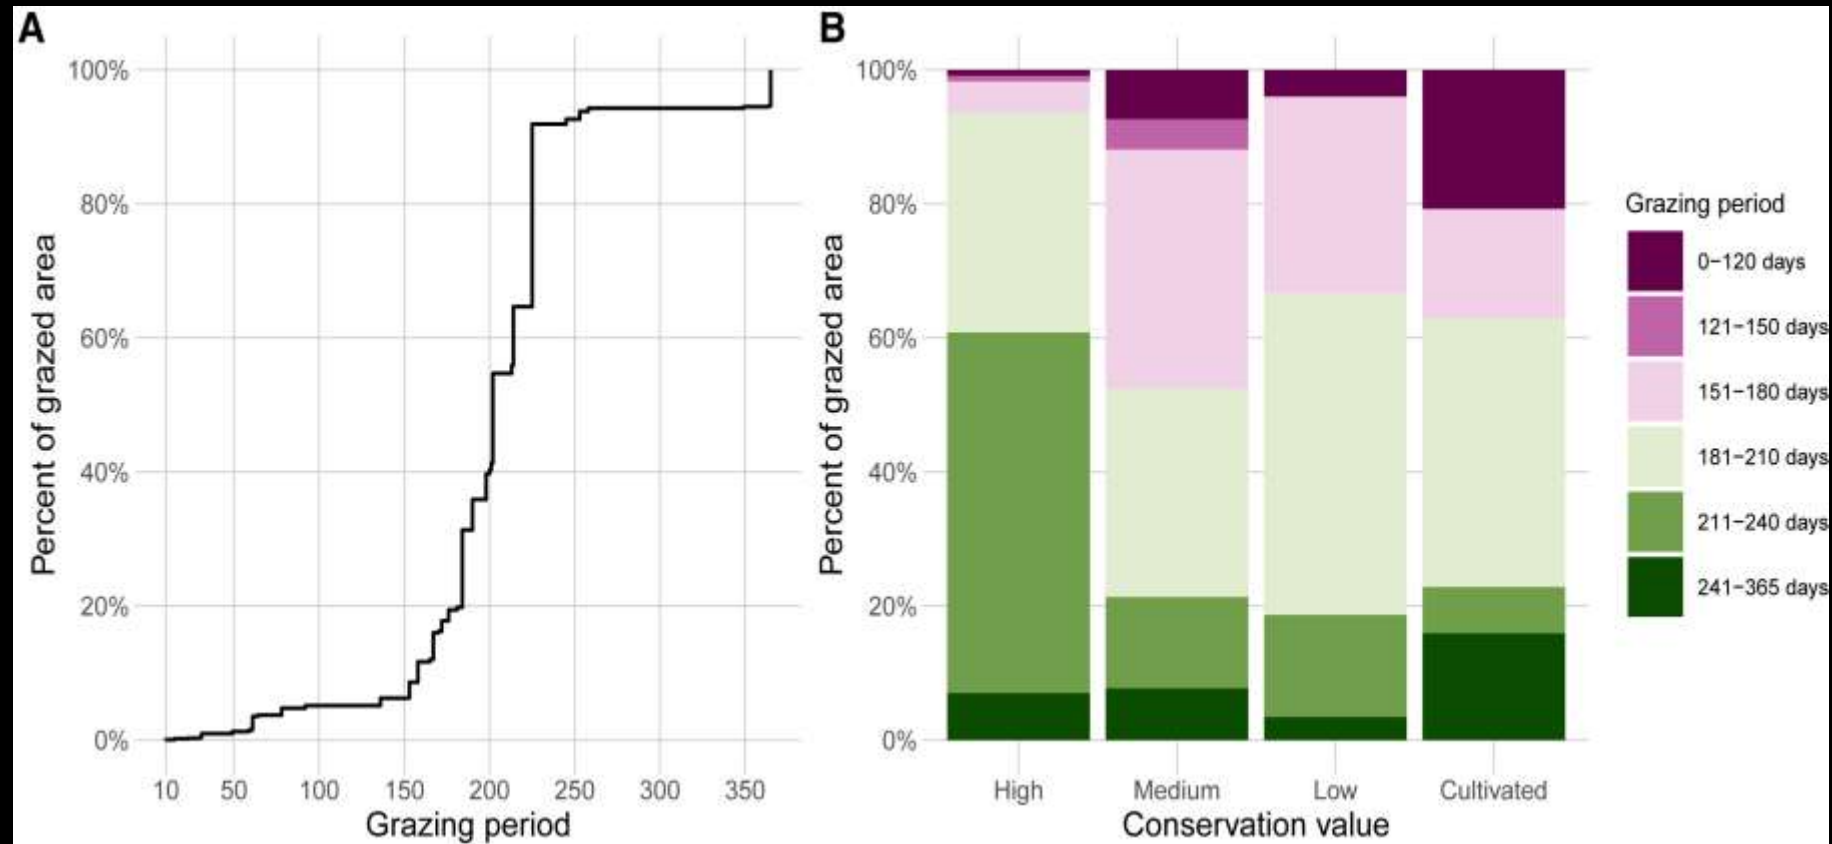 A
100%
80%
60%
40%
20%
0%
Percent of grazed area
10 50 100 150 200 250 300 350
Grazing period
B
100%
80%
60%
40%
20%
0%
Percent of grazed area
High Medium Low Cultivated
Conservation value
Grazing period
0−120 days
121−150 days
151−180 days
181−210 days
211−240 days
241−365 days